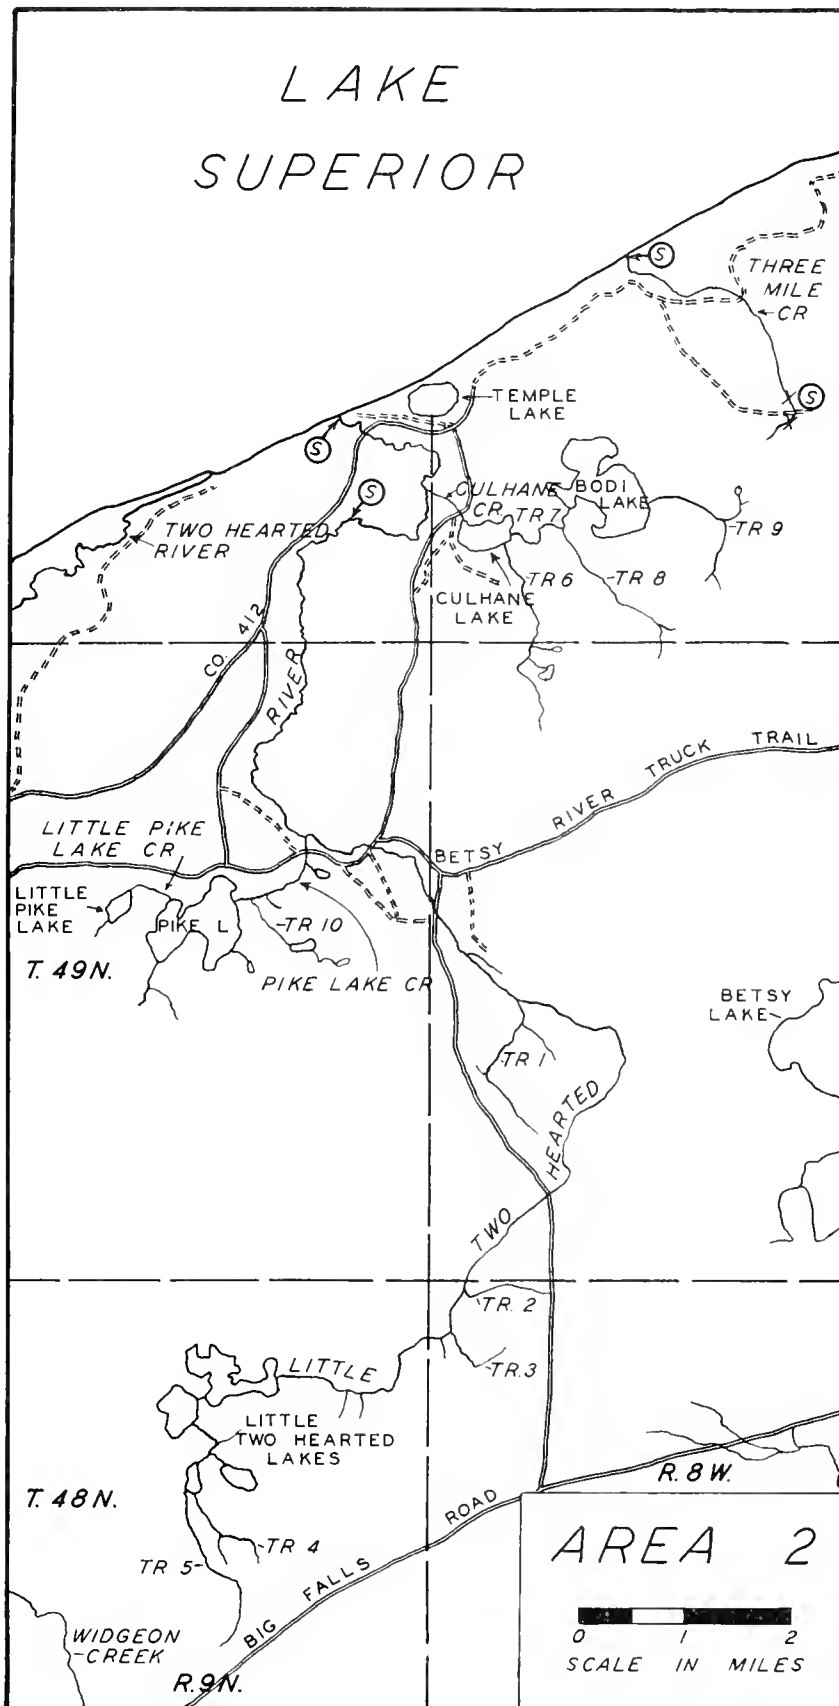 LAKE
SUPERIOR
S
THREE
MILE
CR
S
TEMPLE
LAKE
S
S
CULHANE
CR.
TR 7
BODI
LAKE
TR 9
TWO HEARTED
RIVER
TR 6
TR 8
CULHANE
LAKE
CO. 412
RIVER
BETSY RIVER TRUCK TRAIL
LITTLE PIKE
LAKE CR
LITTLE
PIKE
LAKE
PIKE L
TR 10
T. 49N.
PIKE LAKE CR
BETSY
LAKE
TR 1
LITTLE TWO HEARTED
TR. 2
TR. 3
LITTLE
TWO HEARTED
LAKES
R. 8 W.
T. 48N.
TR 4
TR 5
BIG FALLS ROAD
WIDGEON
CREEK
R. 9N.
AREA 2
0 1 2
SCALE IN MILES